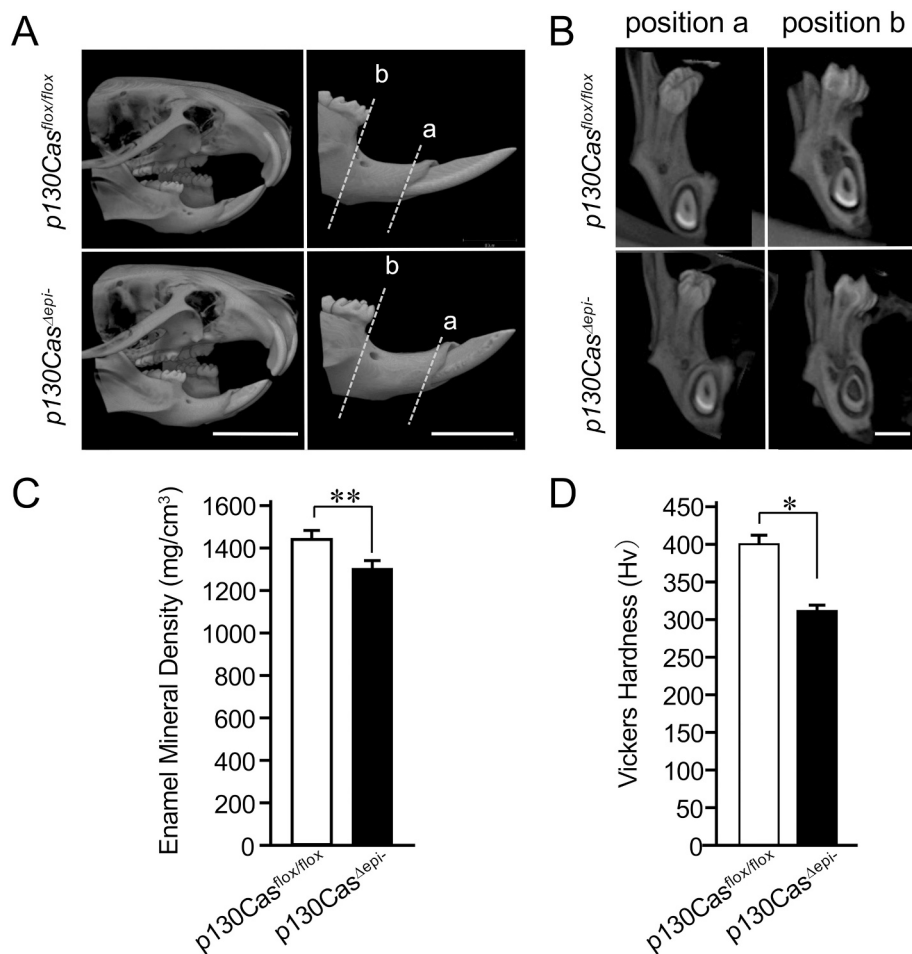 A
p130Cas^flox/flox
b
a
p130Cas^Δepi-
b
a
B
position a
position b
p130Cas^flox/flox
p130Cas^Δepi-
C
Enamel Mineral Density (mg/cm³)
1600
1400
1200
1000
800
600
400
200
0
**
p130Cas^flox/flox
p130Cas^Δepi-
D
Vickers Hardness (Hv)
450
400
350
300
250
200
150
100
50
0
*
p130Cas^flox/flox
p130Cas^Δepi-